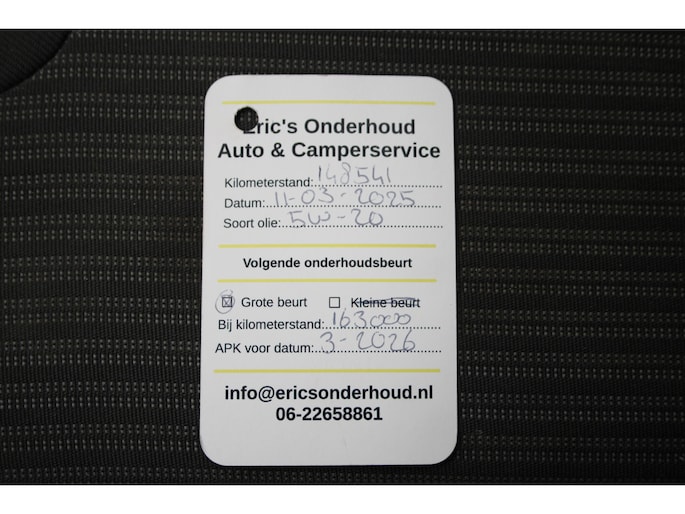 Eric's Onderhoud
Auto & Camperservice
Kilometerstand: 148541
Datum: 11-03-2025
Soort olie: 5W-20
Volgende onderhoudsbeurt
☒ Grote beurt ☐ Kleine beurt
Bij kilometerstand: 163000
APK voor datum: 3-2026
info@ericsonderhoud.nl
06-22658861